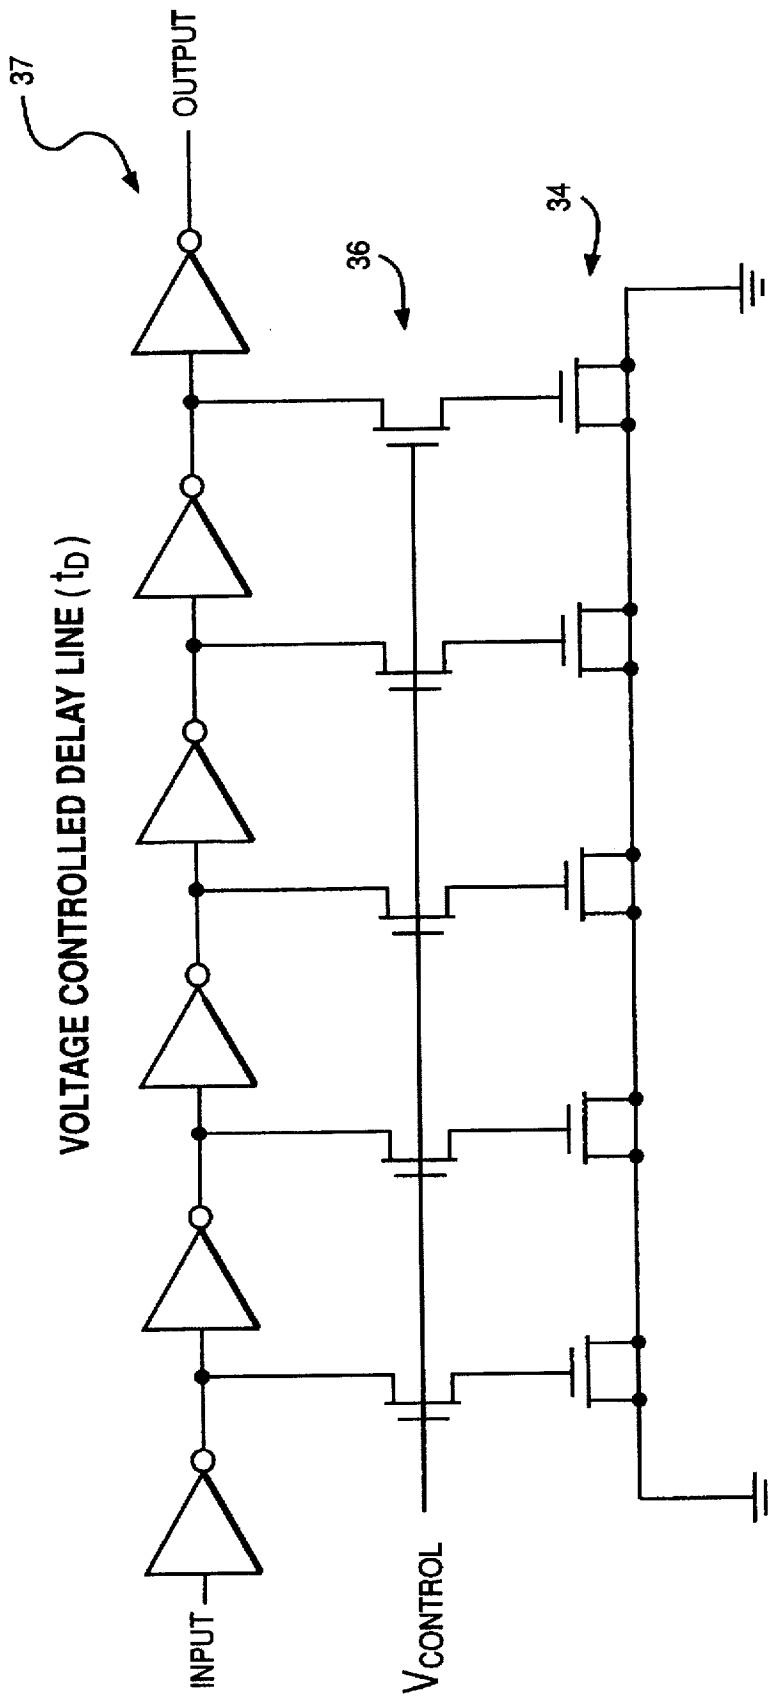 VOLTAGE CONTROLLED DELAY LINE (tD)
37
INPUT
OUTPUT
36
VCONTROL
34